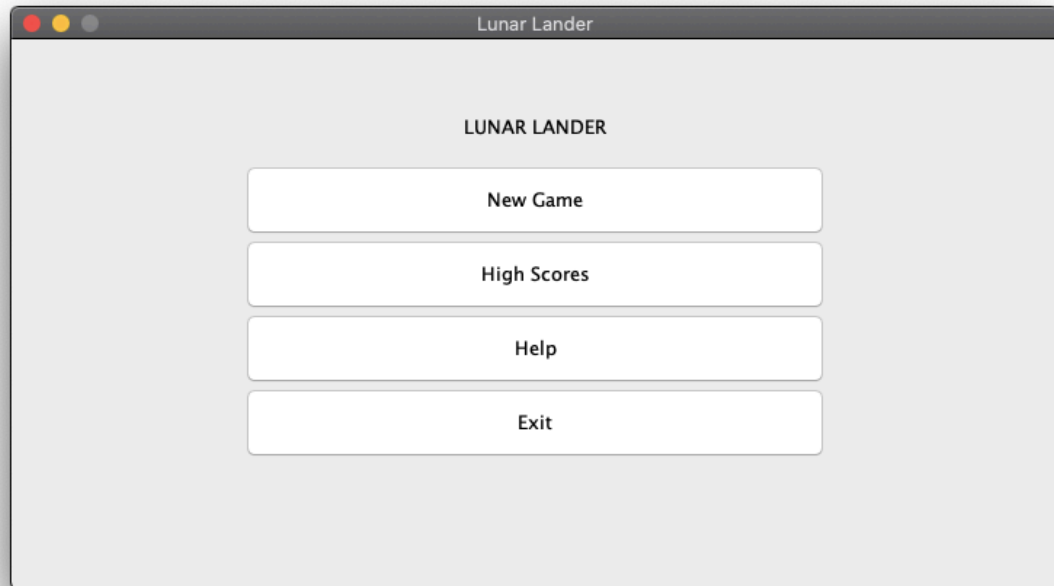 Lunar Lander
LUNAR LANDER
New Game
High Scores
Help
Exit